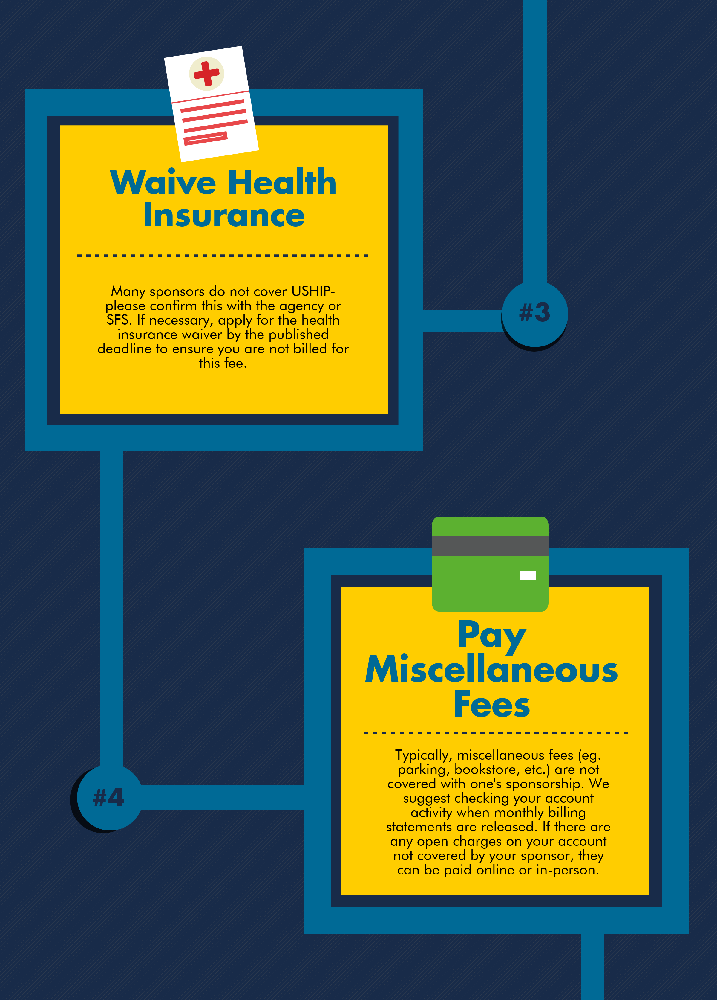 Waive Health
Insurance
Many sponsors do not cover USHIP-
please confirm this with the agency or
SFS. If necessary, apply for the health
insurance waiver by the published
deadline to ensure you are not billed for
this fee.
#3
Pay
Miscellaneous
Fees
Typically, miscellaneous fees (eg.
parking, bookstore, etc.) are not
covered with one's sponsorship. We
suggest checking your account
activity when monthly billing
statements are released. If there are
any open charges on your account
not covered by your sponsor, they
can be paid online or in-person.
#4